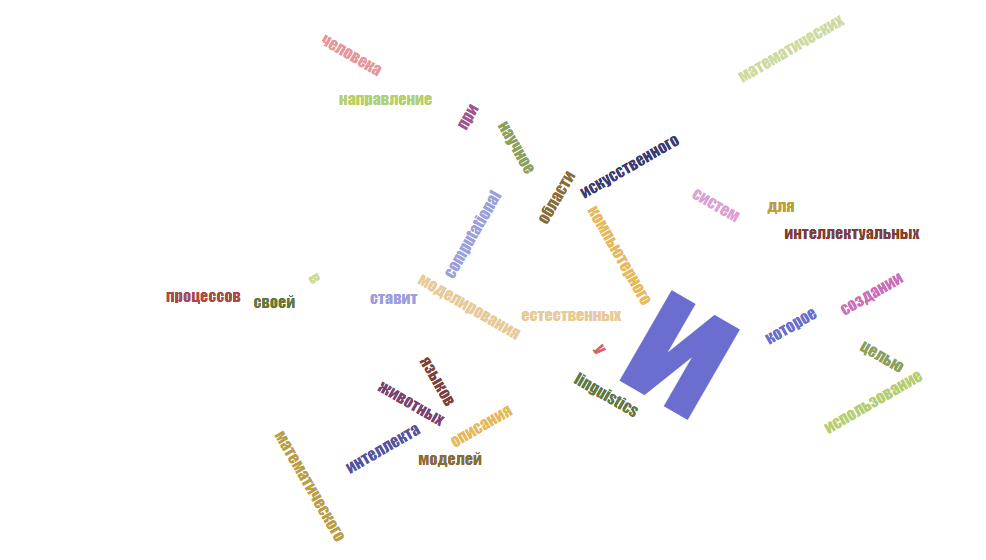 математических
человека
направление
при
научное
искусственного
области
систем
для
интеллектуальных
computational
компьютерного
в
процессов
своей
ставит
моделирования
естественных
создании
которое
И
у
целью
языков
linguistics
животных
использование
описания
интеллекта
моделей
математического